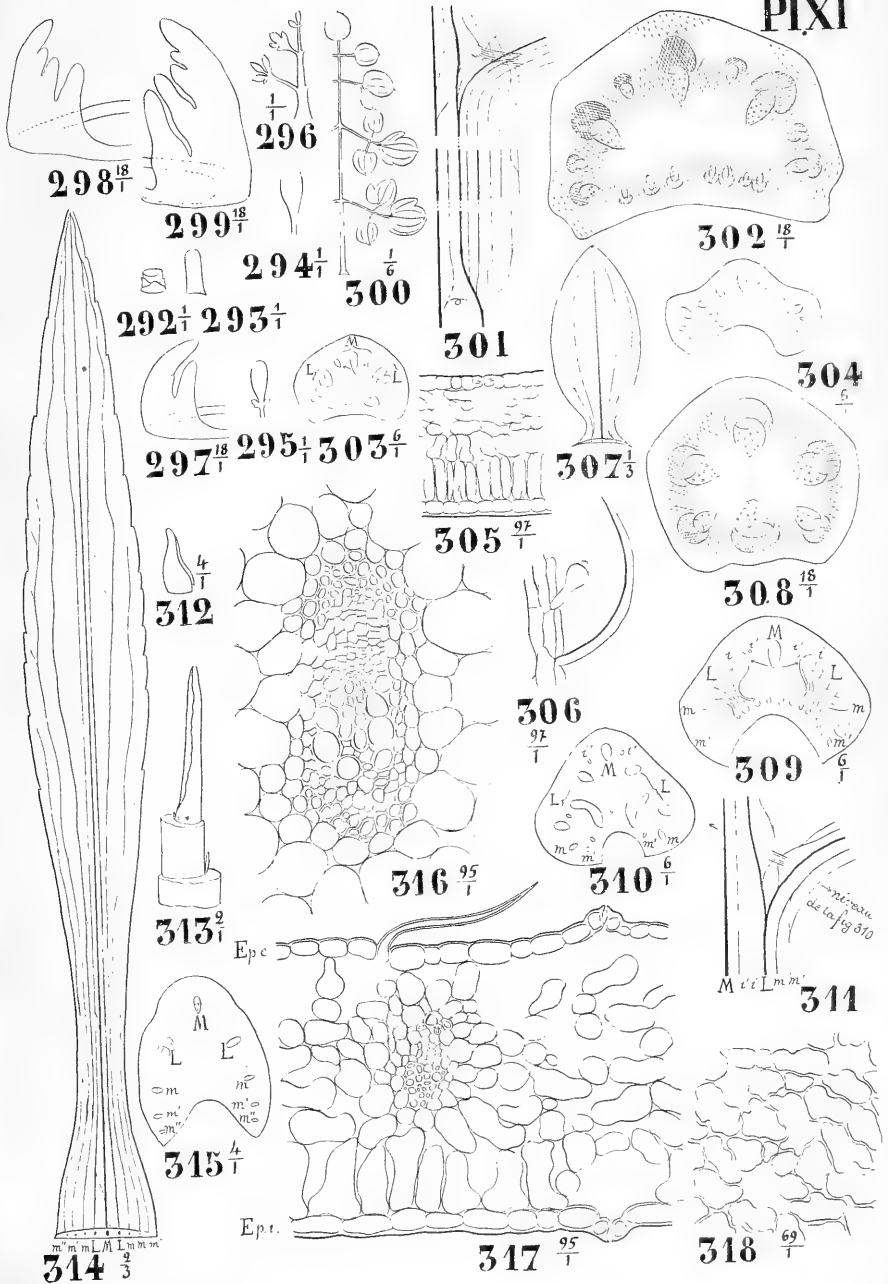 Pl.XI
298 18/1
299 18/1
1/1
296
294 1/1
1/6
300
292 1/1 293 1/1
301
302 18/1
304
6
M
L L
297 18/1 295 1/1 303 6/1
305 97/1
307 1/3
308 18/1
4/1
312
306
97/1
M
i' i' i' i
L L
m m
m' m'
309 6/1
i' M i'
L i L
m m' m' m
310 6/1
313 2/1
316 95/1
niveau
de la fig 310
M i' i L m m'
311
Ep c
M
L L
m m
m' m'
m'' m''
315 4/1
Ep.i.
m'' m' m L M L m m m'
314 2/3
317 95/1
318 69/1